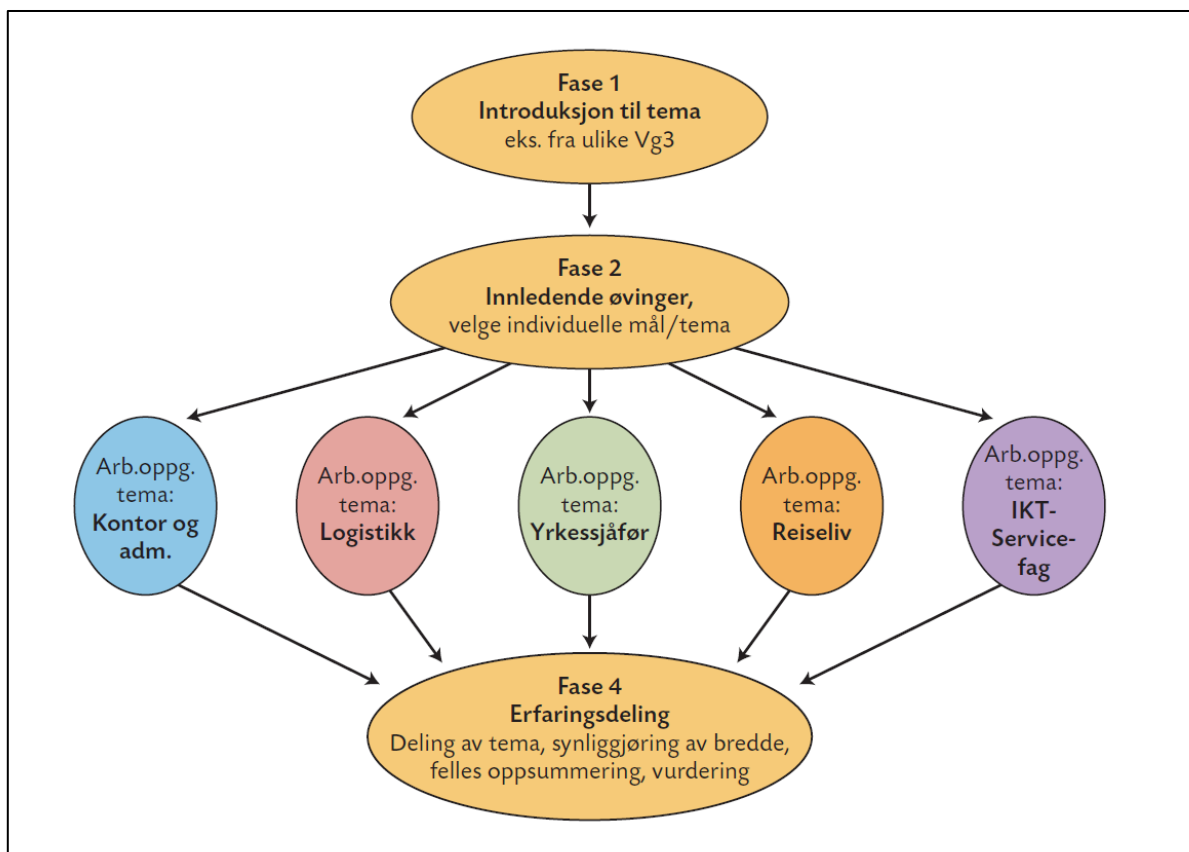 Fase 1
Introduksjon til tema
eks. fra ulike Vg3
Fase 2
Innledende øvinger,
velge individuelle mål/tema
Arb.oppg.
tema:
Kontor og
adm.
Arb.oppg.
tema:
Logistikk
Arb.oppg.
tema:
Yrkessjåfør
Arb.oppg.
tema:
Reiseliv
Arb.oppg.
tema:
IKT-
Service-
fag
Fase 4
Erfaringsdeling
Deling av tema, synliggjøring av bredde,
felles oppsummering, vurdering